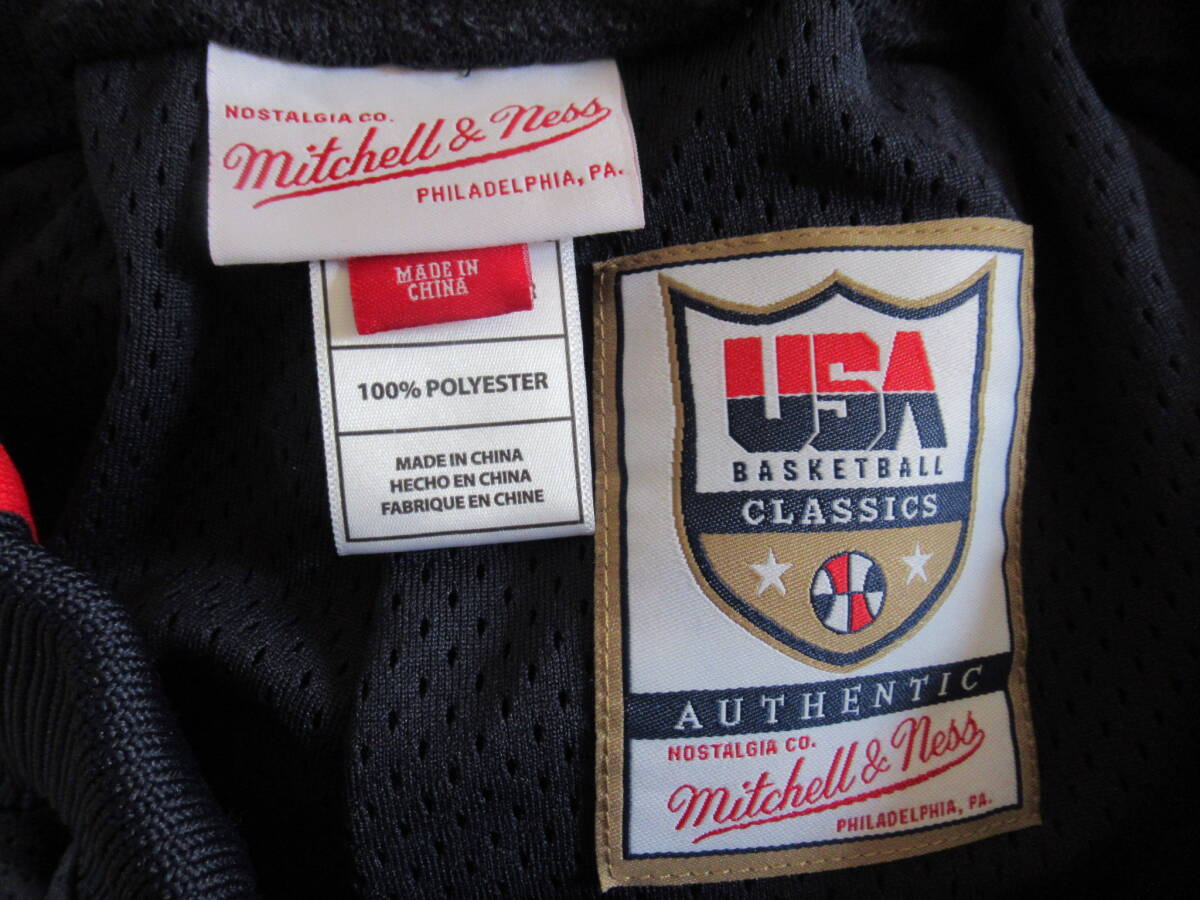 NOSTALGIA CO.
Mitchell & Ness
PHILADELPHIA, PA.
MADE IN
CHINA
100% POLYESTER
MADE IN CHINA
HECHO EN CHINA
FABRIQUE EN CHINE
USA
BASKETBALL
CLASSICS
AUTHENTIC
NOSTALGIA CO.
Mitchell & Ness
PHILADELPHIA, PA.